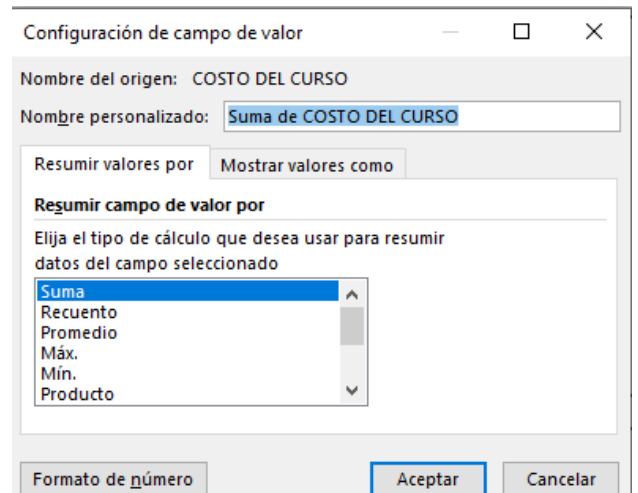 Configuración de campo de valor
Nombre del origen: COSTO DEL CURSO
Nombre personalizado: Suma de COSTO DEL CURSO
Resumir valores por Mostrar valores como
Resumir campo de valor por
Elija el tipo de cálculo que desea usar para resumir
datos del campo seleccionado
Suma
Recuento
Promedio
Máx.
Mín.
Producto
Formato de número Aceptar Cancelar